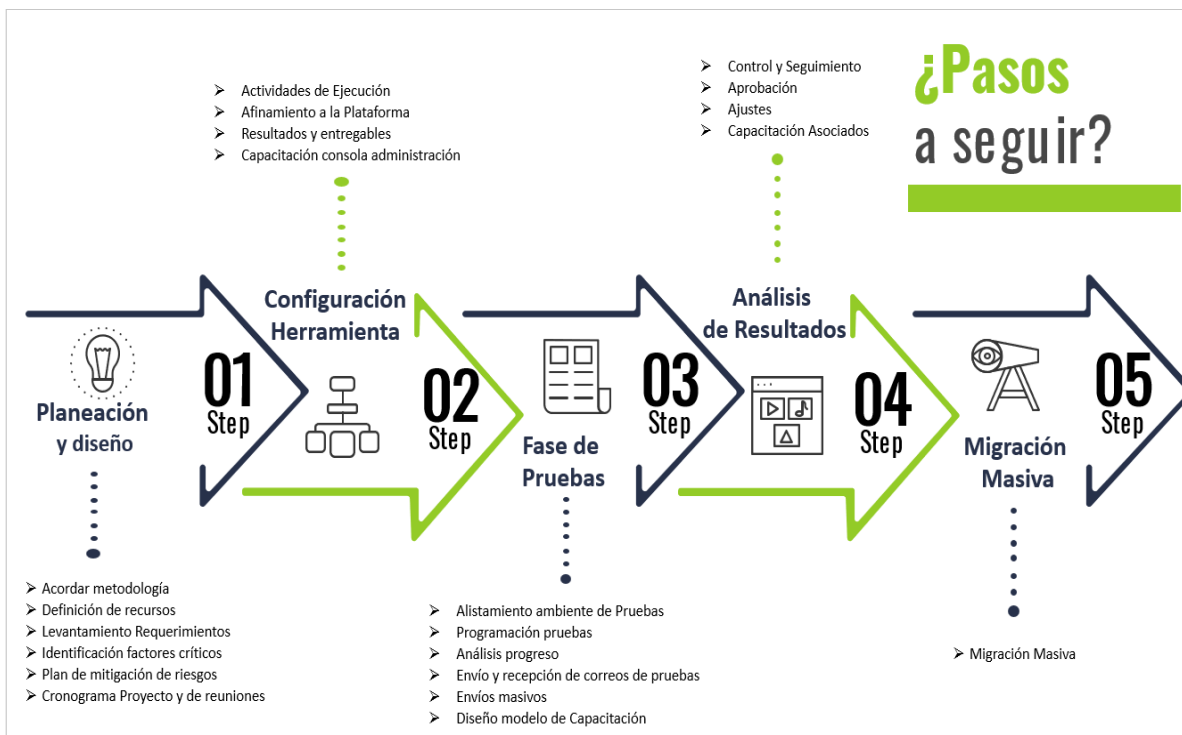 ¿Pasos
a seguir?
➢ Actividades de Ejecución
➢ Afinamiento a la Plataforma
➢ Resultados y entregables
➢ Capacitación consola administración
➢ Control y Seguimiento
➢ Aprobación
➢ Ajustes
➢ Capacitación Asociados
Planeación
y diseño
01
Step
Configuración
Herramienta
02
Step
Fase de
Pruebas
03
Step
Análisis
de Resultados
04
Step
Migración
Masiva
05
Step
➢ Acordar metodología
➢ Definición de recursos
➢ Levantamiento Requerimientos
➢ Identificación factores críticos
➢ Plan de mitigación de riesgos
➢ Cronograma Proyecto y de reuniones
➢ Alistamiento ambiente de Pruebas
➢ Programación pruebas
➢ Análisis progreso
➢ Envío y recepción de correos de pruebas
➢ Envíos masivos
➢ Diseño modelo de Capacitación
➢ Migración Masiva